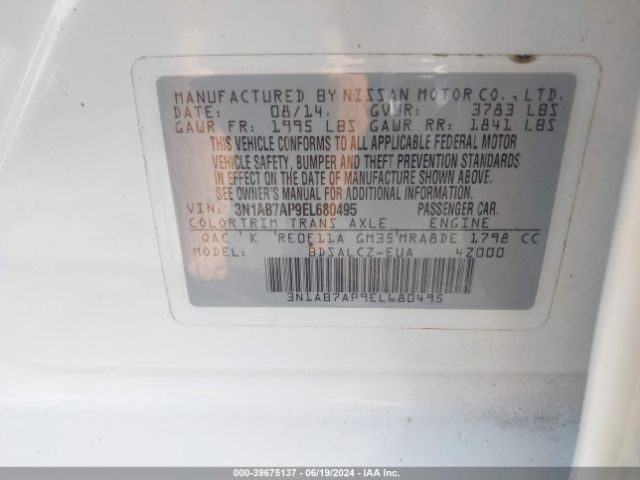 MANUFACTURED BY NISSAN MOTOR CO., LTD.
DATE: 08/14. GVWR: 3783 LBS
GAWR FR: 1995 LBS GAWR RR: 1841 LBS
THIS VEHICLE CONFORMS TO ALL APPLICABLE FEDERAL MOTOR
VEHICLE SAFETY, BUMPER AND THEFT PREVENTION STANDARDS
IN EFFECT ON THE DATE OF MANUFACTURE SHOWN ABOVE.
SEE OWNER'S MANUAL FOR ADDITIONAL INFORMATION.
VIN: 3N1AB7AP9EL680495 PASSENGER CAR.
COLOR TRIM TRANS AXLE ENGINE
QAC K RE0F11A GM35 MRA8DE 1798 CC
MODEL: BDSALCZ-EUA 4Z000
3N1AB7AP9EL680495
000-39675137 - 06/19/2024 - IAA Inc.